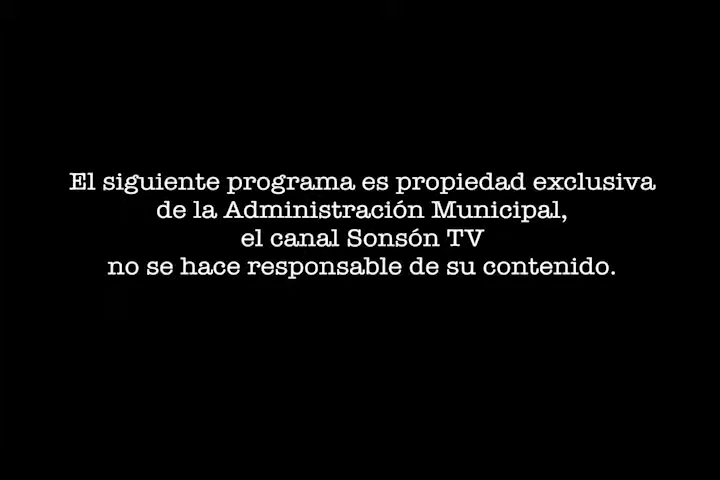 El siguiente programa es propiedad exclusiva
de la Administración Municipal,
el canal Sonsón TV
no se hace responsable de su contenido.